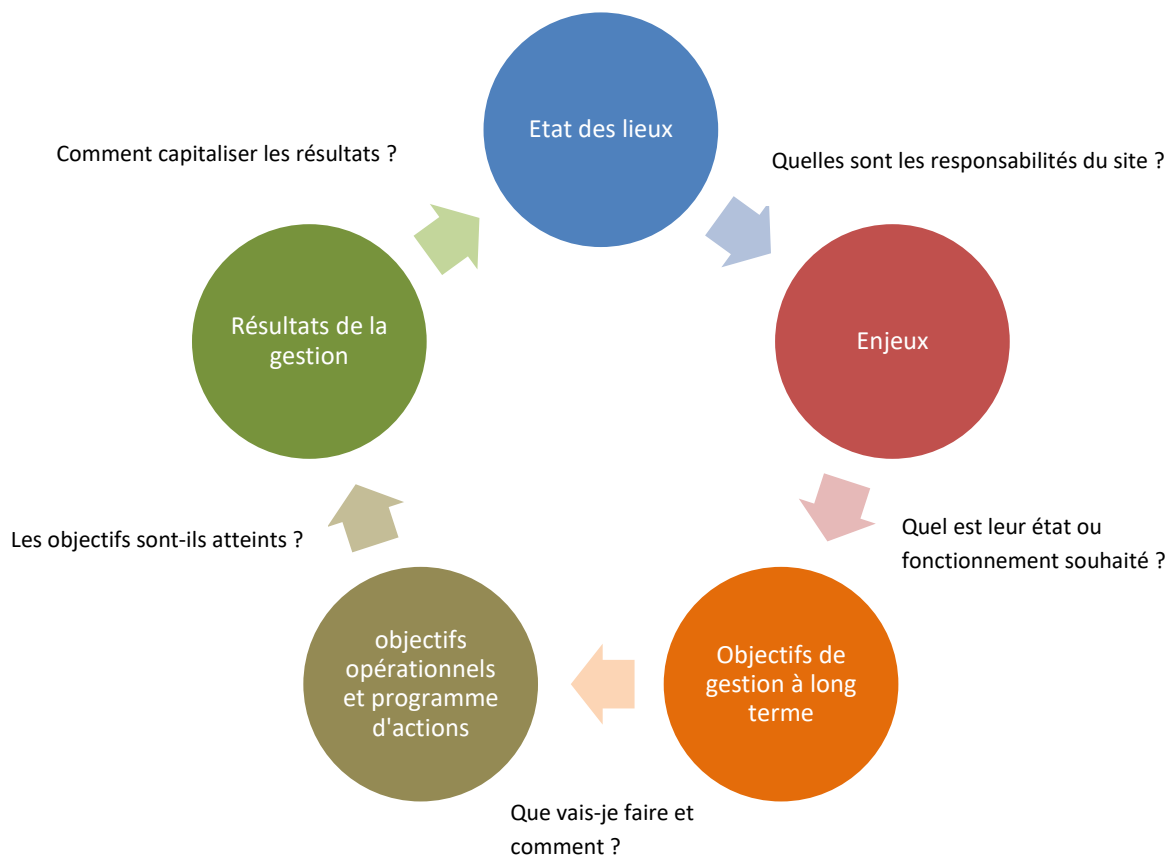 Etat des lieux
Comment capitaliser les résultats ?
Quelles sont les responsabilités du site ?
Résultats de la
gestion
Enjeux
Quel est leur état ou
fonctionnement souhaité ?
Les objectifs sont-ils atteints ?
objectifs
opérationnels
et programme
d'actions
Objectifs de
gestion à long
terme
Que vais-je faire et
comment ?